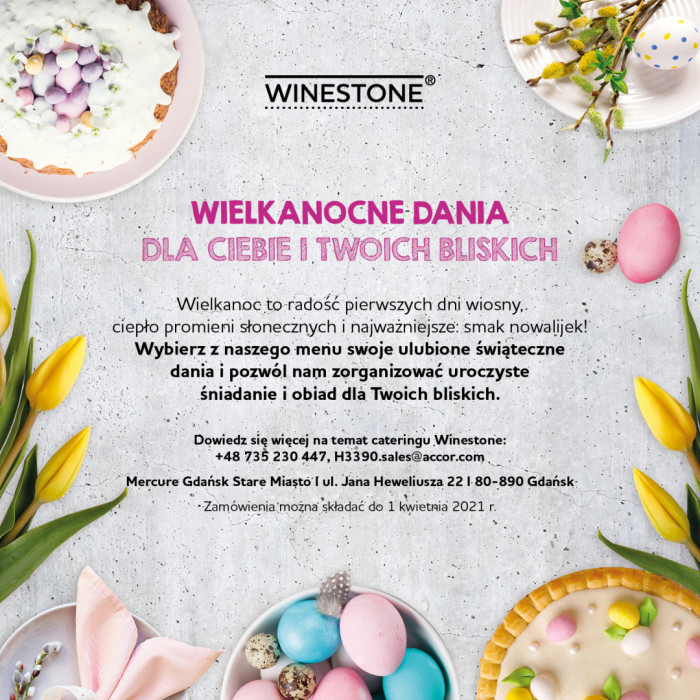 WINESTONE®
WIELKANOCNE DANIA
DLA CIEBIE I TWOICH BLISKICH
Wielkanoc to radość pierwszych dni wiosny,
ciepło promieni słonecznych i najważniejsze: smak nowalijek!
Wybierz z naszego menu swoje ulubione świąteczne
dania i pozwól nam zorganizować uroczyste
śniadanie i obiad dla Twoich bliskich.
Dowiedz się więcej na temat cateringu Winestone:
+48 735 230 447, H3390.sales@accor.com
Mercure Gdańsk Stare Miasto | ul. Jana Heweliusza 22 | 80-890 Gdańsk
Zamówienia można składać do 1 kwietnia 2021 r.